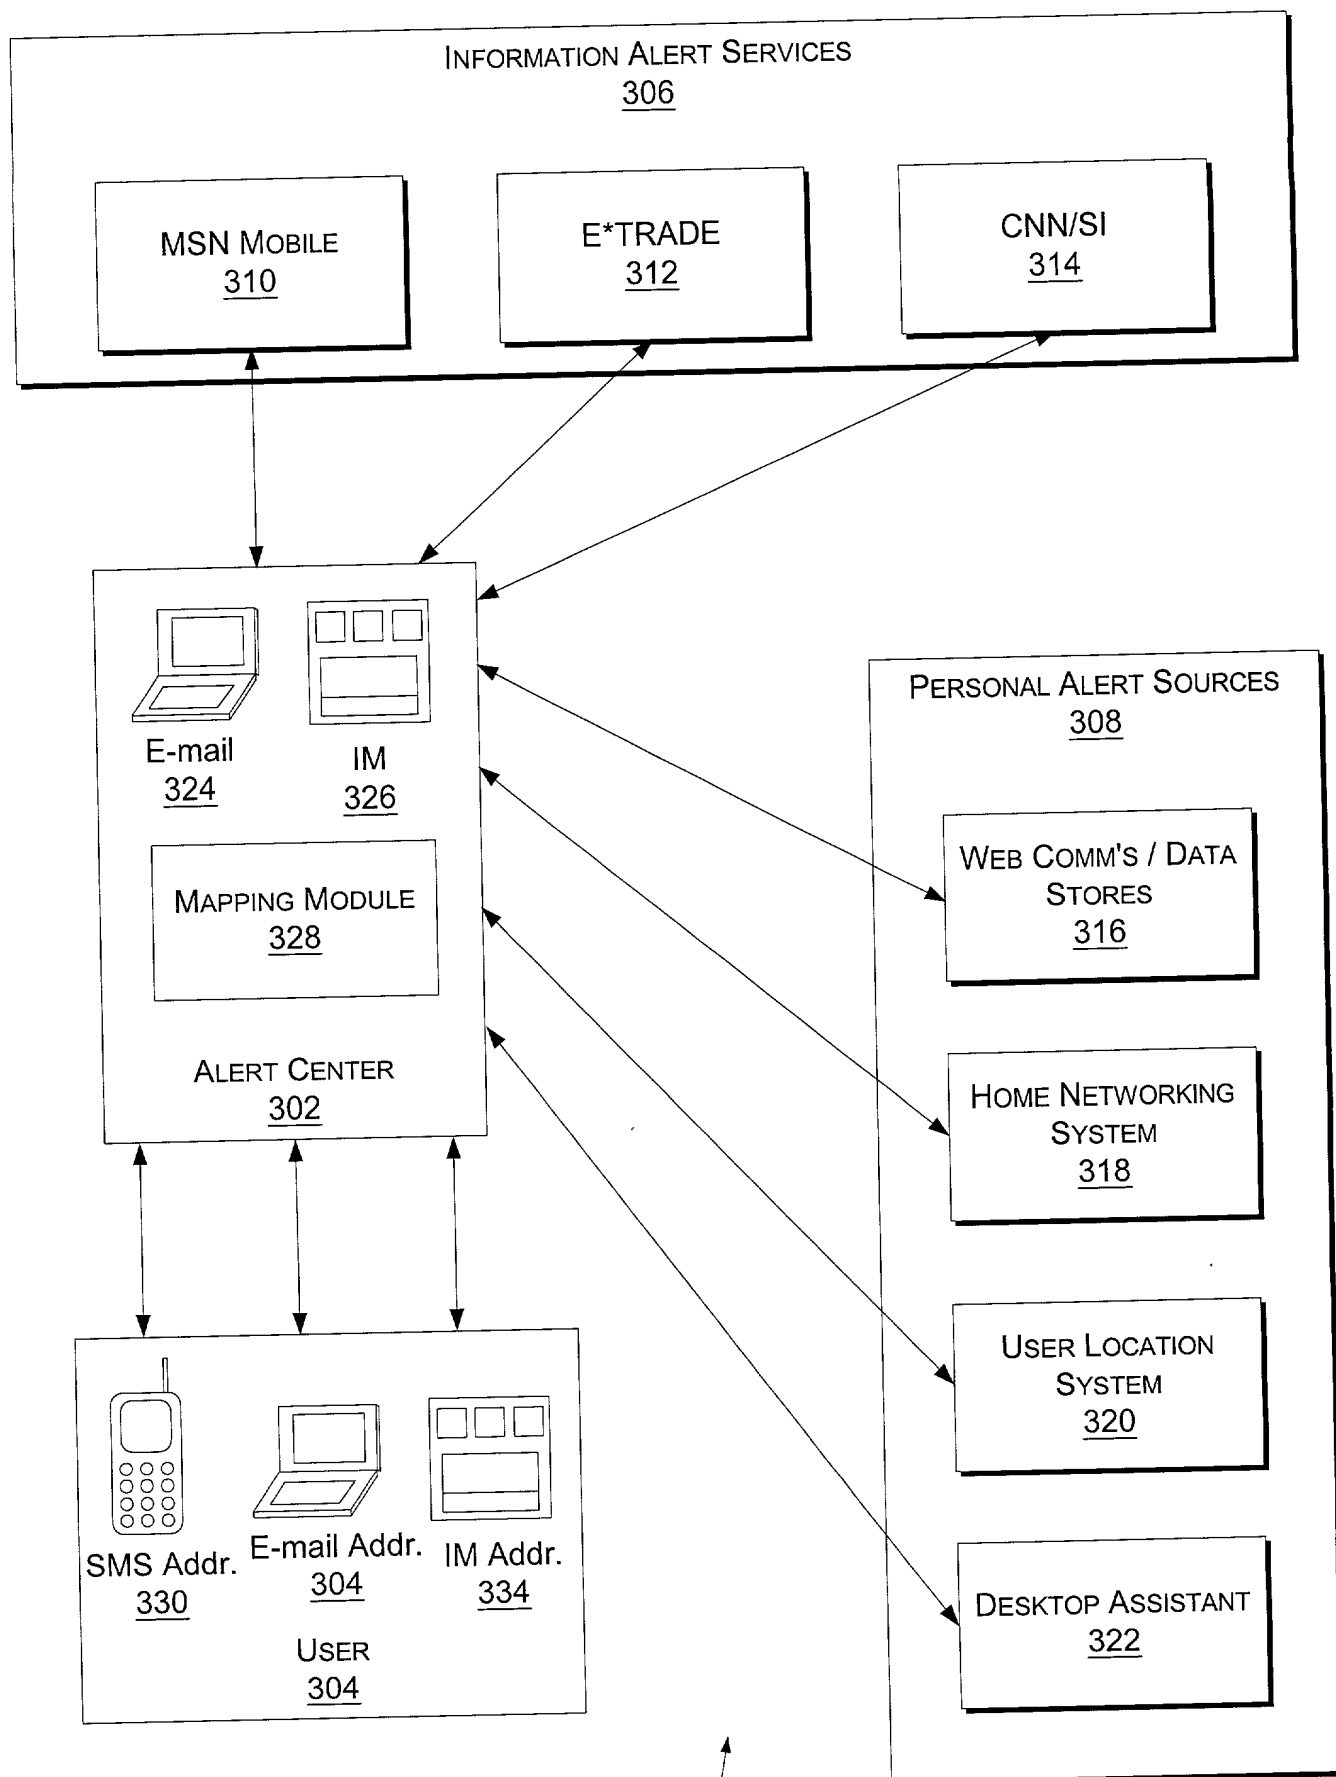 INFORMATION ALERT SERVICES
306
MSN MOBILE
310
E*TRADE
312
CNN/SI
314
E-mail
324
IM
326
MAPPING MODULE
328
ALERT CENTER
302
PERSONAL ALERT SOURCES
308
WEB COMM'S / DATA
STORES
316
HOME NETWORKING
SYSTEM
318
USER LOCATION
SYSTEM
320
DESKTOP ASSISTANT
322
SMS Addr.
330
E-mail Addr.
304
IM Addr.
334
USER
304